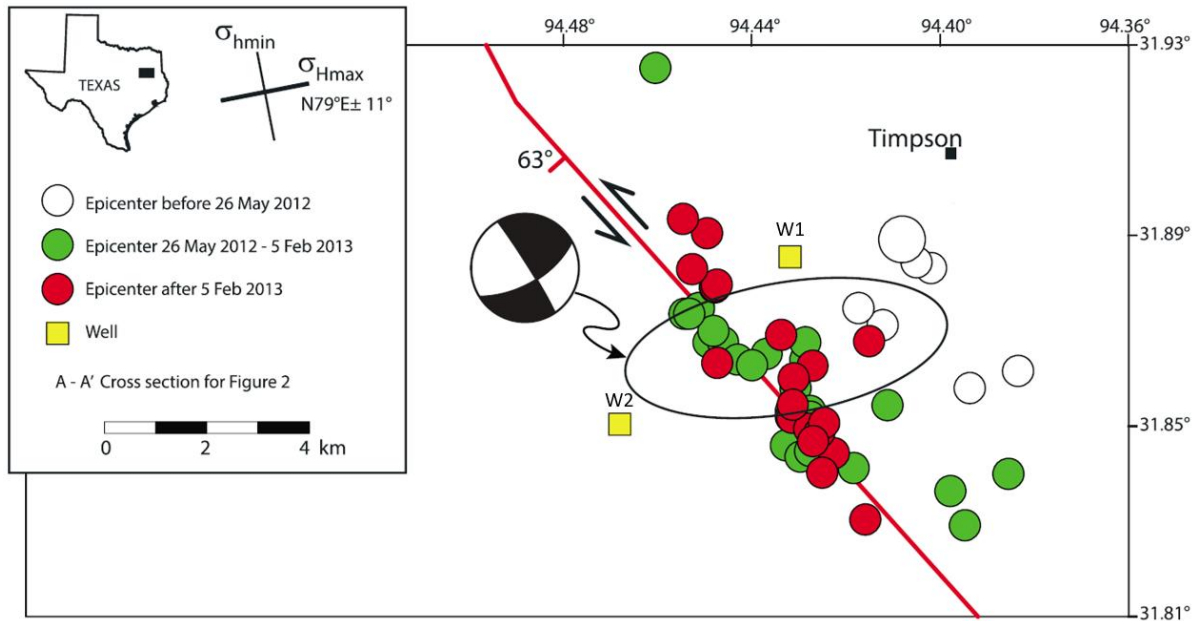 TEXAS
σhmin
σHmax
N79°E± 11°
Epicenter before 26 May 2012
Epicenter 26 May 2012 - 5 Feb 2013
Epicenter after 5 Feb 2013
Well
A - A' Cross section for Figure 2
0 2 4 km
94.48° 94.44° 94.40° 94.36°
31.93°
Timpson
63°
W1
31.89°
W2
31.85°
31.81°